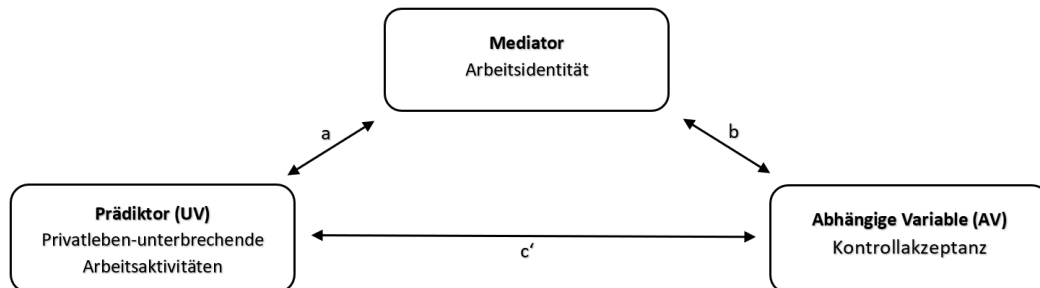 Mediator
Arbeitsidentität
a
b
Prädiktor (UV)
Privatleben-unterbrechende
Arbeitsaktivitäten
c‘
Abhängige Variable (AV)
Kontrollakzeptanz